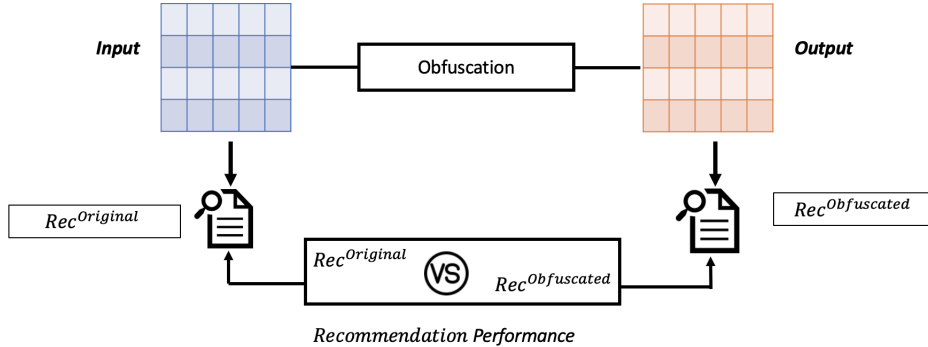 Input
Obfuscation
Output
Rec^Original
Rec^Obfuscated
Rec^Original
VS
Rec^Obfuscated
Recommendation Performance